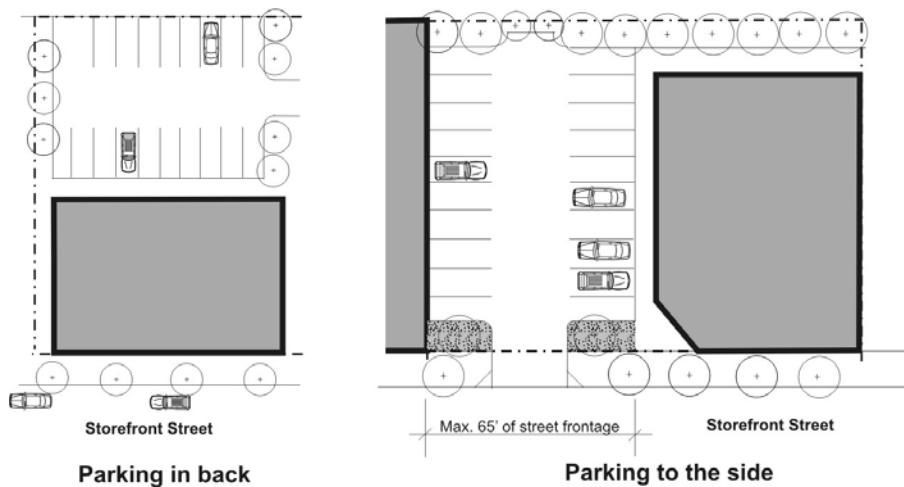 Storefront Street
Parking in back
Max. 65' of street frontage
Storefront Street
Parking to the side